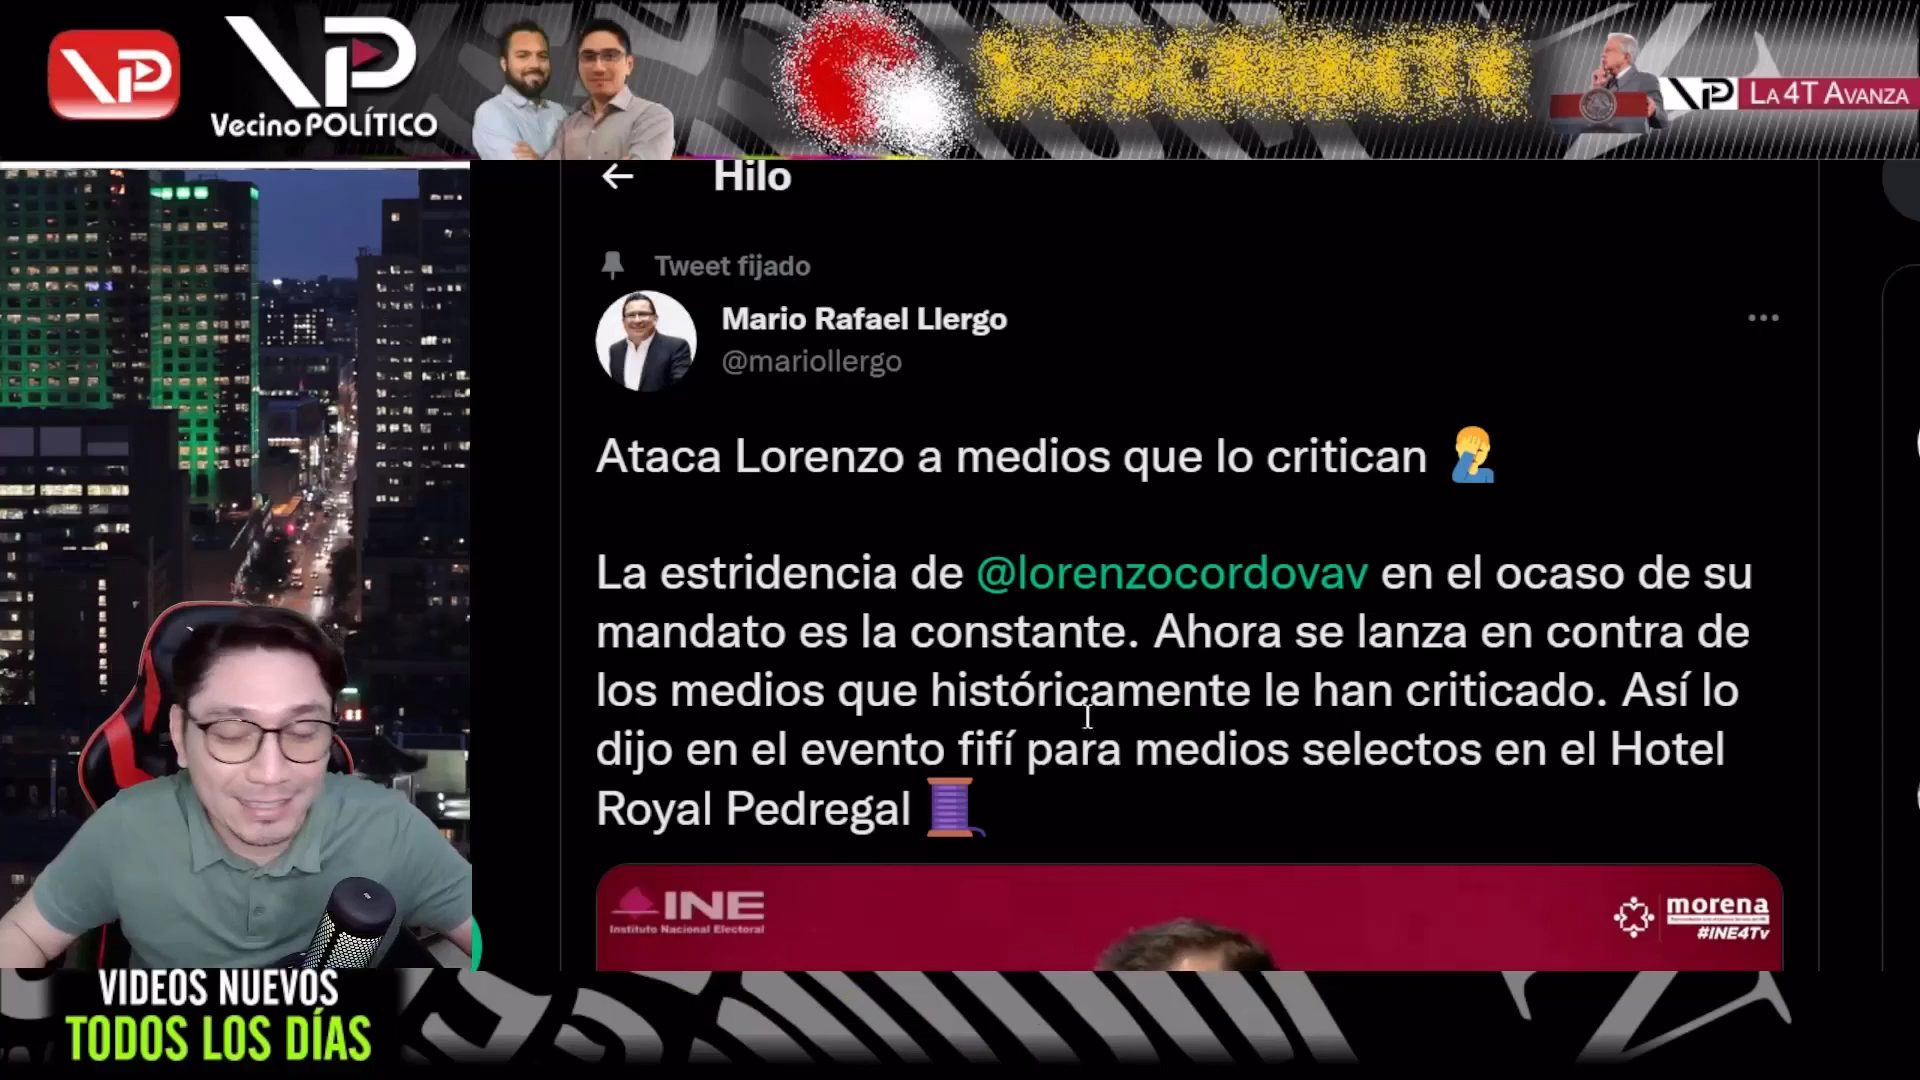 VP
VP
Vecino POLÍTICO
VP LA 4T AVANZA
← Hilo
Tweet fijado
Mario Rafael Llergo
@mariollergo
Ataca Lorenzo a medios que lo critican 🤦‍♂️
La estridencia de @lorenzocordovav en el ocaso de su
mandato es la constante. Ahora se lanza en contra de
los medios que históricamente le han criticado. Así lo
dijo en el evento fifí para medios selectos en el Hotel
Royal Pedregal 🧵
INE
Instituto Nacional Electoral
morena
#INE4Tv
VIDEOS NUEVOS
TODOS LOS DÍAS